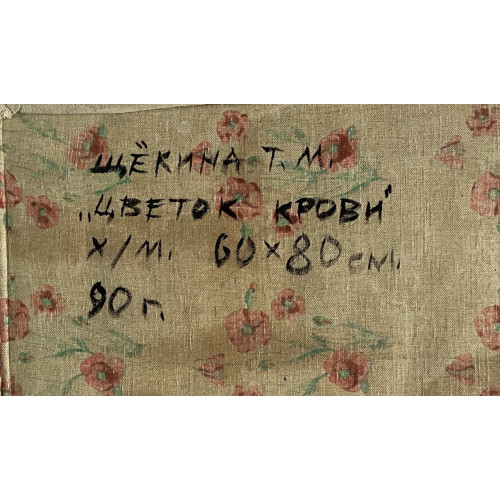 ЩЁКИНА Т.М.
„ЦВЕТОК КРОВИ"
Х/М. 60×80 см.
90 г.